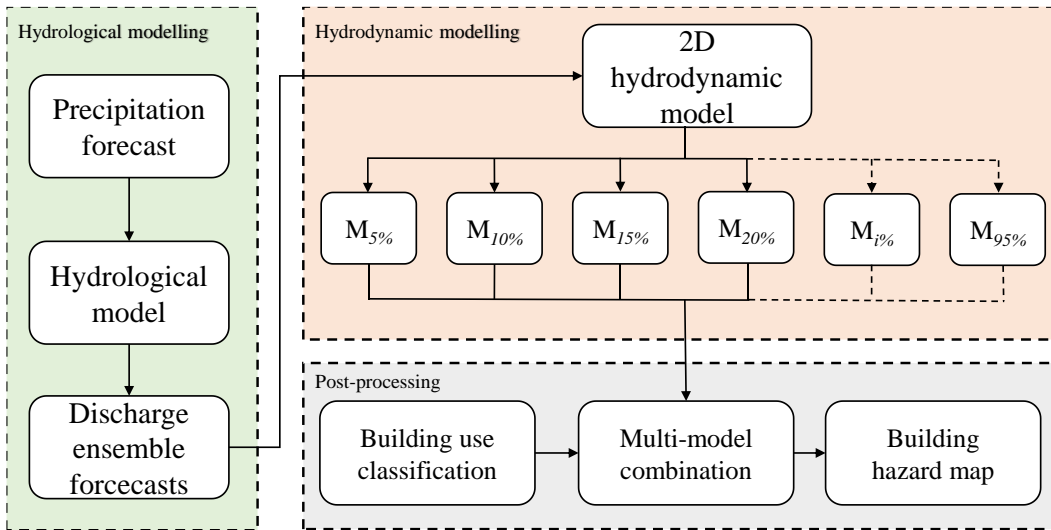 Hydrological modelling
Precipitation
forecast
Hydrological
model
Discharge
ensemble
forcecasts
Hydrodynamic modelling
2D
hydrodynamic
model
M5%
M10%
M15%
M20%
Mi%
M95%
Post-processing
Building use
classification
Multi-model
combination
Building
hazard map